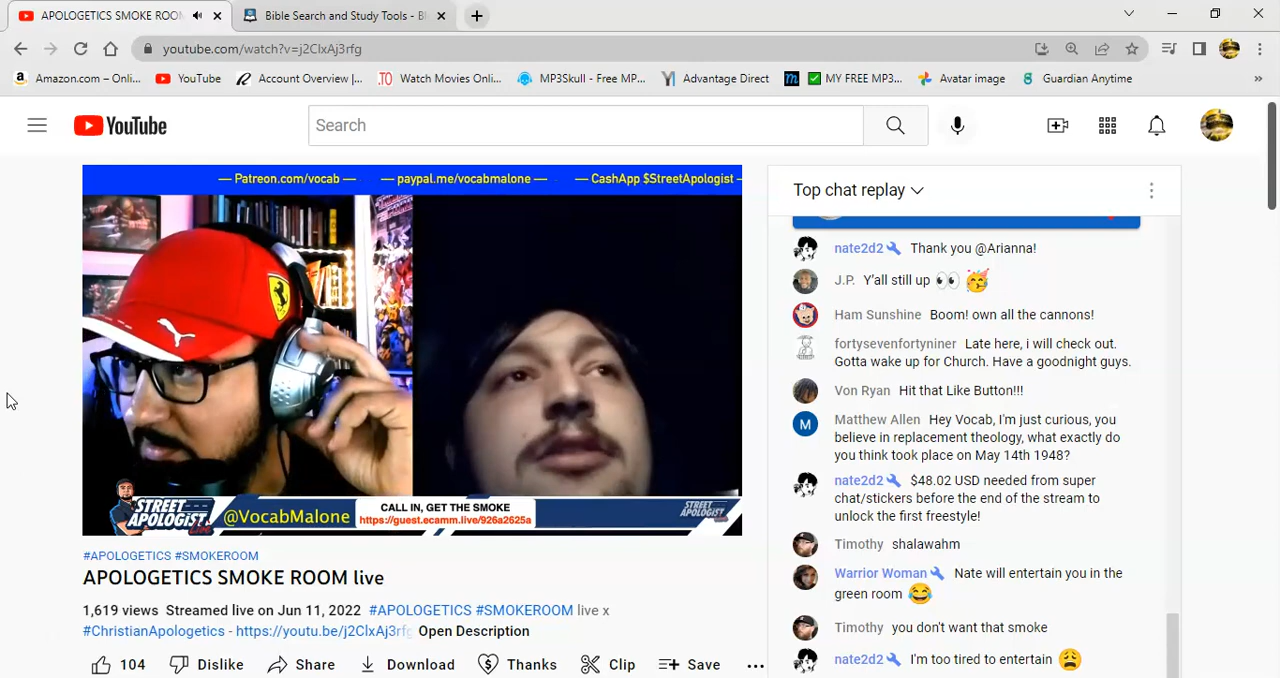 APOLOGETICS SMOKE ROOM
Bible Search and Study Tools - Bl
youtube.com/watch?v=j2ClxAj3rfg
Amazon.com – Onli...
YouTube
Account Overview |...
.TO Watch Movies Onl...
MP3Skull - Free MP...
Advantage Direct
MY FREE MP3...
Avatar image
Guardian Anytime
YouTube
Search
— Patreon.com/vocab — — paypal.me/vocabmalone — — CashApp $StreetApologist —
STREET
APOLOGIST
LIVE
@VocabMalone
CALL IN, GET THE SMOKE
https://guest.ecamm.live/926a2625a
STREET
APOLOGIST
#APOLOGETICS #SMOKEROOM
APOLOGETICS SMOKE ROOM live
1,619 views Streamed live on Jun 11, 2022 #APOLOGETICS #SMOKEROOM live x
#ChristianApologetics - https://youtu.be/j2ClxAj3rfg Open Description
104 Dislike Share Download Thanks Clip Save ...
Top chat replay
nate2d2 Thank you @Arianna!
J.P. Y'all still up 👀 🥳
Ham Sunshine Boom! own all the cannons!
fortysevenfortyniner Late here, i will check out.
Gotta wake up for Church. Have a goodnight guys.
Von Ryan Hit that Like Button!!!
M
Matthew Allen Hey Vocab, I'm just curious, you
believe in replacement theology, what exactly do
you think took place on May 14th 1948?
nate2d2 $48.02 USD needed from super
chat/stickers before the end of the stream to
unlock the first freestyle!
Timothy shalawahm
Warrior Woman Nate will entertain you in the
green room 😂
Timothy you don't want that smoke
nate2d2 I'm too tired to entertain 😩